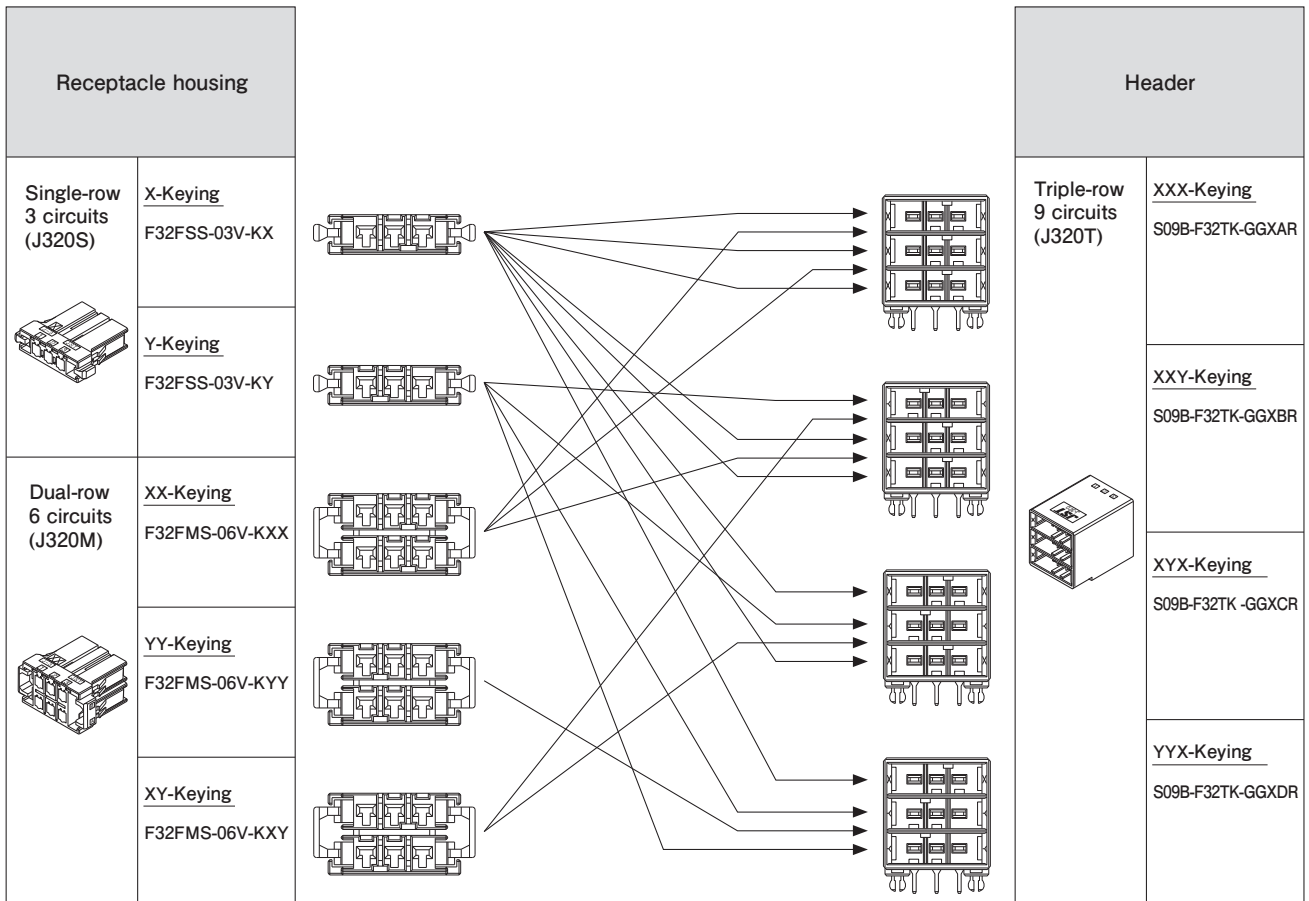 Receptacle housing
Header
Single-row
3 circuits
(J320S)
X-Keying
F32FSS-03V-KX
Y-Keying
F32FSS-03V-KY
Dual-row
6 circuits
(J320M)
XX-Keying
F32FMS-06V-KXX
YY-Keying
F32FMS-06V-KYY
XY-Keying
F32FMS-06V-KXY
Triple-row
9 circuits
(J320T)
JST
XXX-Keying
S09B-F32TK-GGXAR
XXY-Keying
S09B-F32TK-GGXBR
XYX-Keying
S09B-F32TK -GGXCR
YYX-Keying
S09B-F32TK-GGXDR